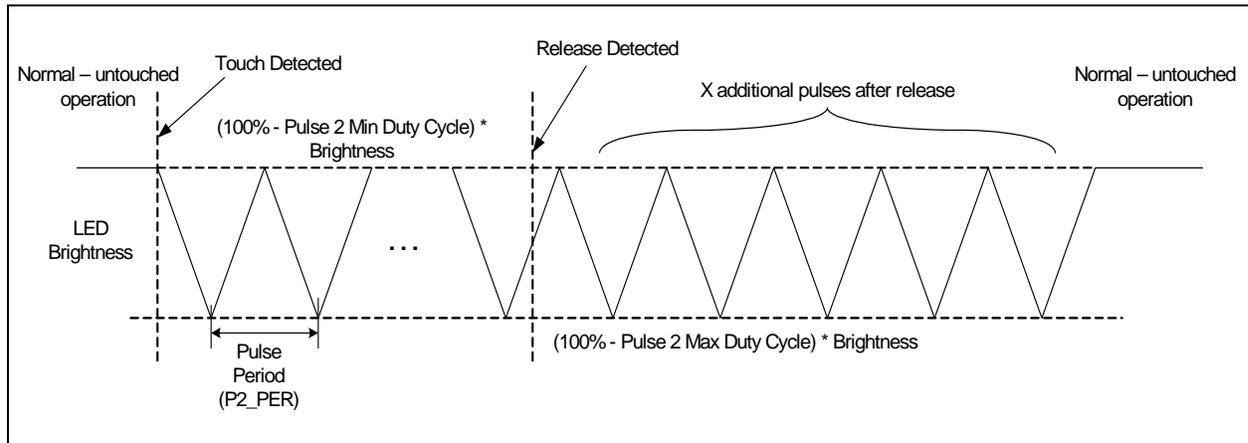 Normal – untouched
operation
Touch Detected
Release Detected
X additional pulses after release
Normal – untouched
operation
(100% - Pulse 2 Min Duty Cycle) *
Brightness
LED
Brightness
...
(100% - Pulse 2 Max Duty Cycle) * Brightness
Pulse
Period
(P2_PER)